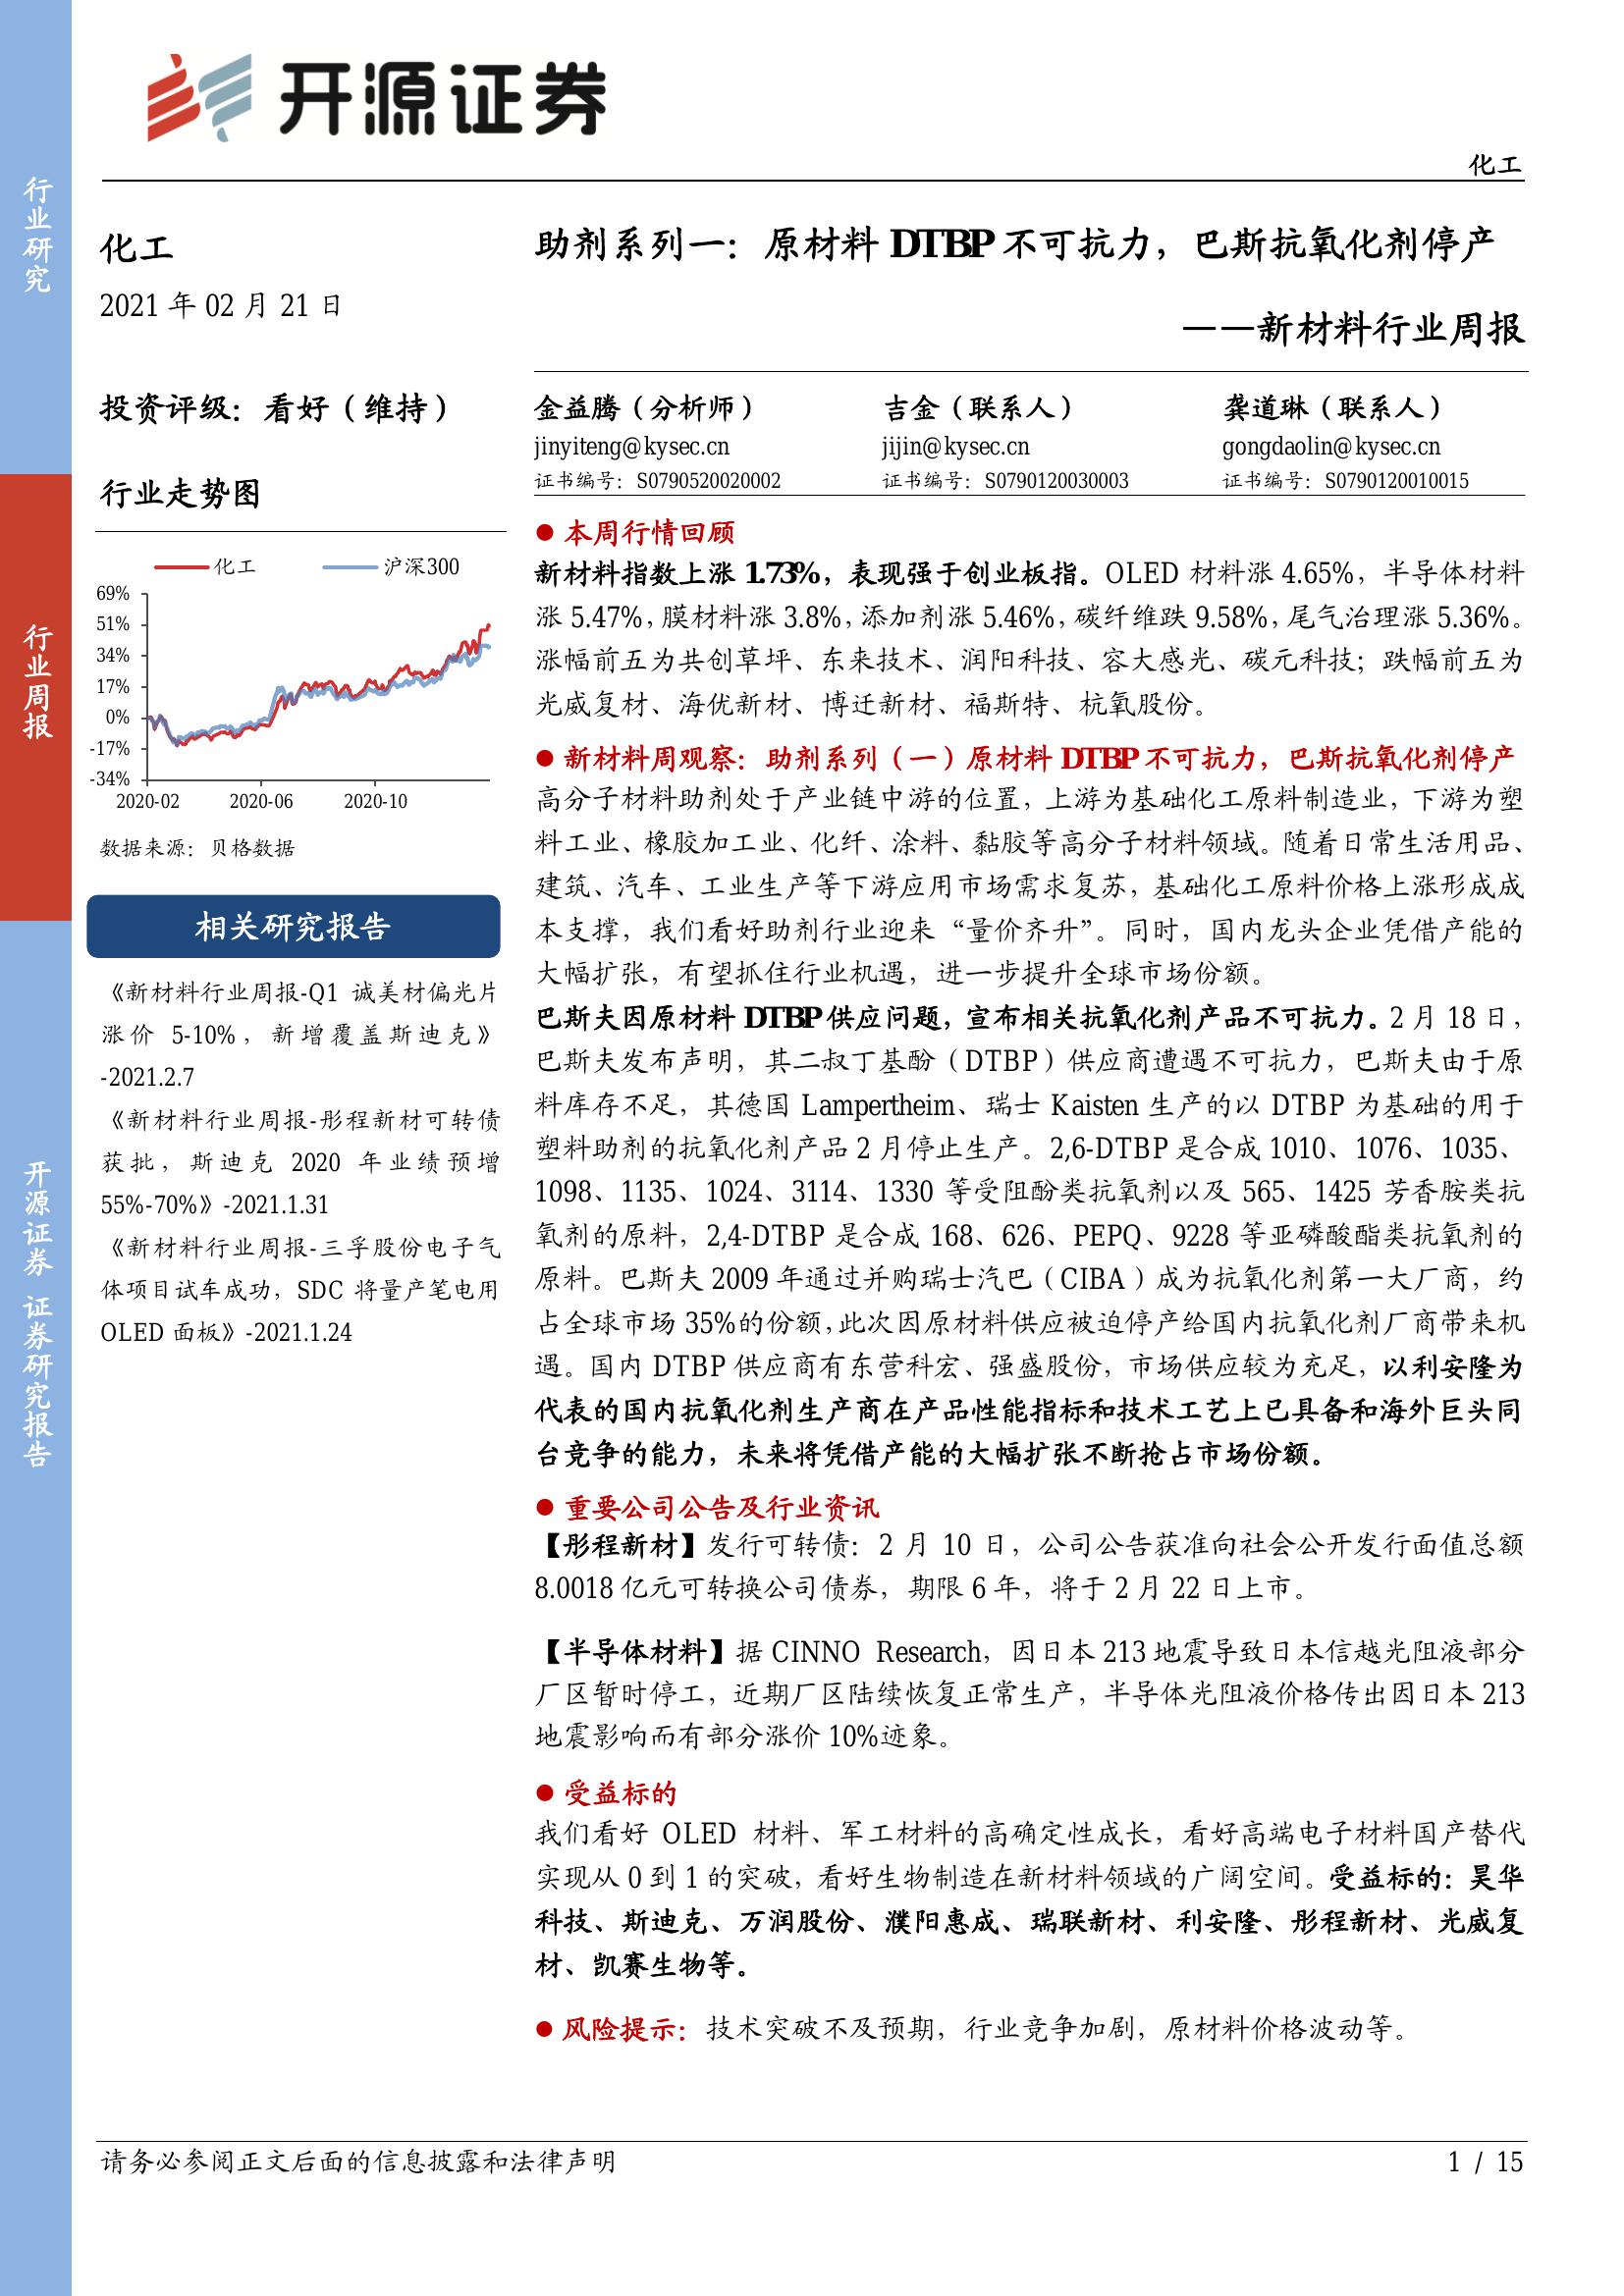 开源证券
化工
行业研究
行业周报
开源证券 证券研究报告
化工
2021 年 02 月 21 日
投资评级：看好（维持）
行业走势图
化工 沪深300
69%
51%
34%
17%
0%
-17%
-34%
2020-02 2020-06 2020-10
数据来源：贝格数据
相关研究报告
《新材料行业周报-Q1 诚美材偏光片
涨价 5-10%，新增覆盖斯迪克》
-2021.2.7
《新材料行业周报-彤程新材可转债
获批，斯迪克 2020 年业绩预增
55%-70%》-2021.1.31
《新材料行业周报-三孚股份电子气
体项目试车成功，SDC 将量产笔电用
OLED 面板》-2021.1.24
助剂系列一：原材料 DTBP 不可抗力，巴斯抗氧化剂停产
——新材料行业周报
金益腾（分析师） 吉金（联系人） 龚道琳（联系人）
jinyiteng@kysec.cn jijin@kysec.cn gongdaolin@kysec.cn
证书编号：S0790520020002 证书编号：S0790120030003 证书编号：S0790120010015
● 本周行情回顾
新材料指数上涨 1.73%，表现强于创业板指。OLED 材料涨 4.65%，半导体材料
涨 5.47%，膜材料涨 3.8%，添加剂涨 5.46%，碳纤维跌 9.58%，尾气治理涨 5.36%。
涨幅前五为共创草坪、东来技术、润阳科技、容大感光、碳元科技；跌幅前五为
光威复材、海优新材、博迁新材、福斯特、杭氧股份。
● 新材料周观察：助剂系列（一）原材料 DTBP 不可抗力，巴斯抗氧化剂停产
高分子材料助剂处于产业链中游的位置，上游为基础化工原料制造业，下游为塑
料工业、橡胶加工业、化纤、涂料、黏胶等高分子材料领域。随着日常生活用品、
建筑、汽车、工业生产等下游应用市场需求复苏，基础化工原料价格上涨形成成
本支撑，我们看好助剂行业迎来“量价齐升”。同时，国内龙头企业凭借产能的
大幅扩张，有望抓住行业机遇，进一步提升全球市场份额。
巴斯夫因原材料 DTBP 供应问题，宣布相关抗氧化剂产品不可抗力。2 月 18 日，
巴斯夫发布声明，其二叔丁基酚（DTBP）供应商遭遇不可抗力，巴斯夫由于原
料库存不足，其德国 Lampertheim、瑞士 Kaisten 生产的以 DTBP 为基础的用于
塑料助剂的抗氧化剂产品 2 月停止生产。2,6-DTBP 是合成 1010、1076、1035、
1098、1135、1024、3114、1330 等受阻酚类抗氧剂以及 565、1425 芳香胺类抗
氧剂的原料，2,4-DTBP 是合成 168、626、PEPQ、9228 等亚磷酸酯类抗氧剂的
原料。巴斯夫 2009 年通过并购瑞士汽巴（CIBA）成为抗氧化剂第一大厂商，约
占全球市场 35%的份额，此次因原材料供应被迫停产给国内抗氧化剂厂商带来机
遇。国内 DTBP 供应商有东营科宏、强盛股份，市场供应较为充足，以利安隆为
代表的国内抗氧化剂生产商在产品性能指标和技术工艺上已具备和海外巨头同
台竞争的能力，未来将凭借产能的大幅扩张不断抢占市场份额。
● 重要公司公告及行业资讯
【彤程新材】发行可转债：2 月 10 日，公司公告获准向社会公开发行面值总额
8.0018 亿元可转换公司债券，期限 6 年，将于 2 月 22 日上市。
【半导体材料】据 CINNO Research，因日本 213 地震导致日本信越光阻液部分
厂区暂时停工，近期厂区陆续恢复正常生产，半导体光阻液价格传出因日本 213
地震影响而有部分涨价 10%迹象。
● 受益标的
我们看好 OLED 材料、军工材料的高确定性成长，看好高端电子材料国产替代
实现从 0 到 1 的突破，看好生物制造在新材料领域的广阔空间。受益标的：昊华
科技、斯迪克、万润股份、濮阳惠成、瑞联新材、利安隆、彤程新材、光威复
材、凯赛生物等。
● 风险提示：技术突破不及预期，行业竞争加剧，原材料价格波动等。
请务必参阅正文后面的信息披露和法律声明 1 / 15